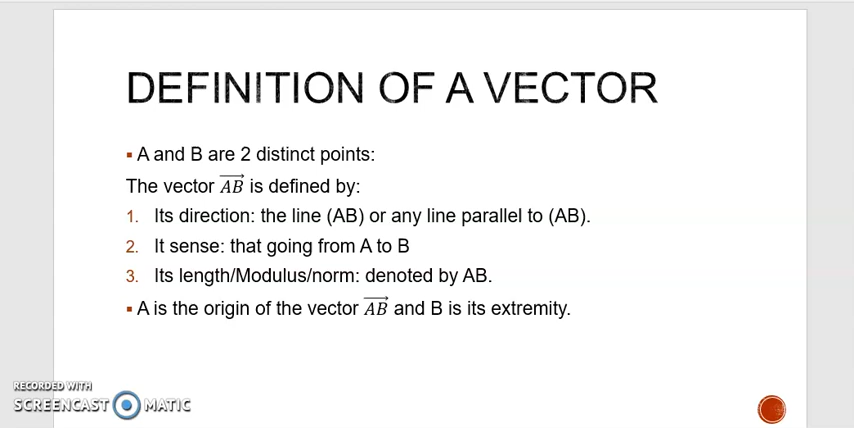 DEFINITION OF A VECTOR
▪ A and B are 2 distinct points:
The vector $\overrightarrow{AB}$ is defined by:
1. Its direction: the line (AB) or any line parallel to (AB).
2. It sense: that going from A to B
3. Its length/Modulus/norm: denoted by AB.
▪ A is the origin of the vector $\overrightarrow{AB}$ and B is its extremity.
RECORDED WITH
SCREENCAST MATIC